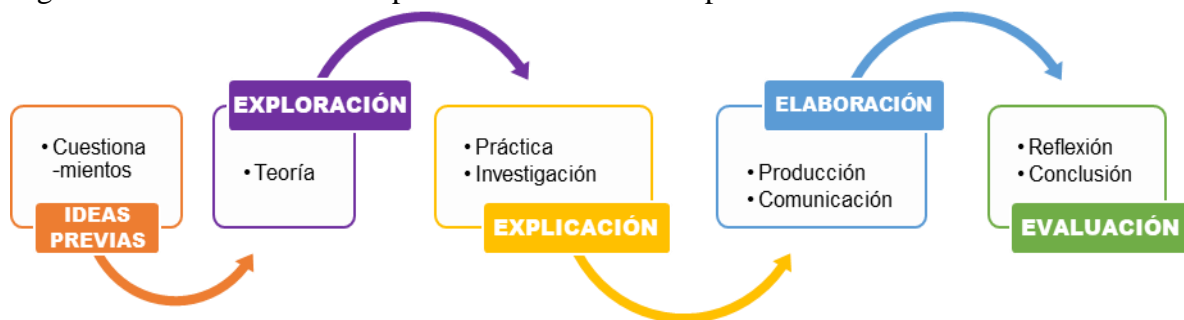 • Cuestiona
-mientos
IDEAS
PREVIAS
EXPLORACIÓN
• Teoría
• Práctica
• Investigación
EXPLICACIÓN
ELABORACIÓN
• Producción
• Comunicación
• Reflexión
• Conclusión
EVALUACIÓN